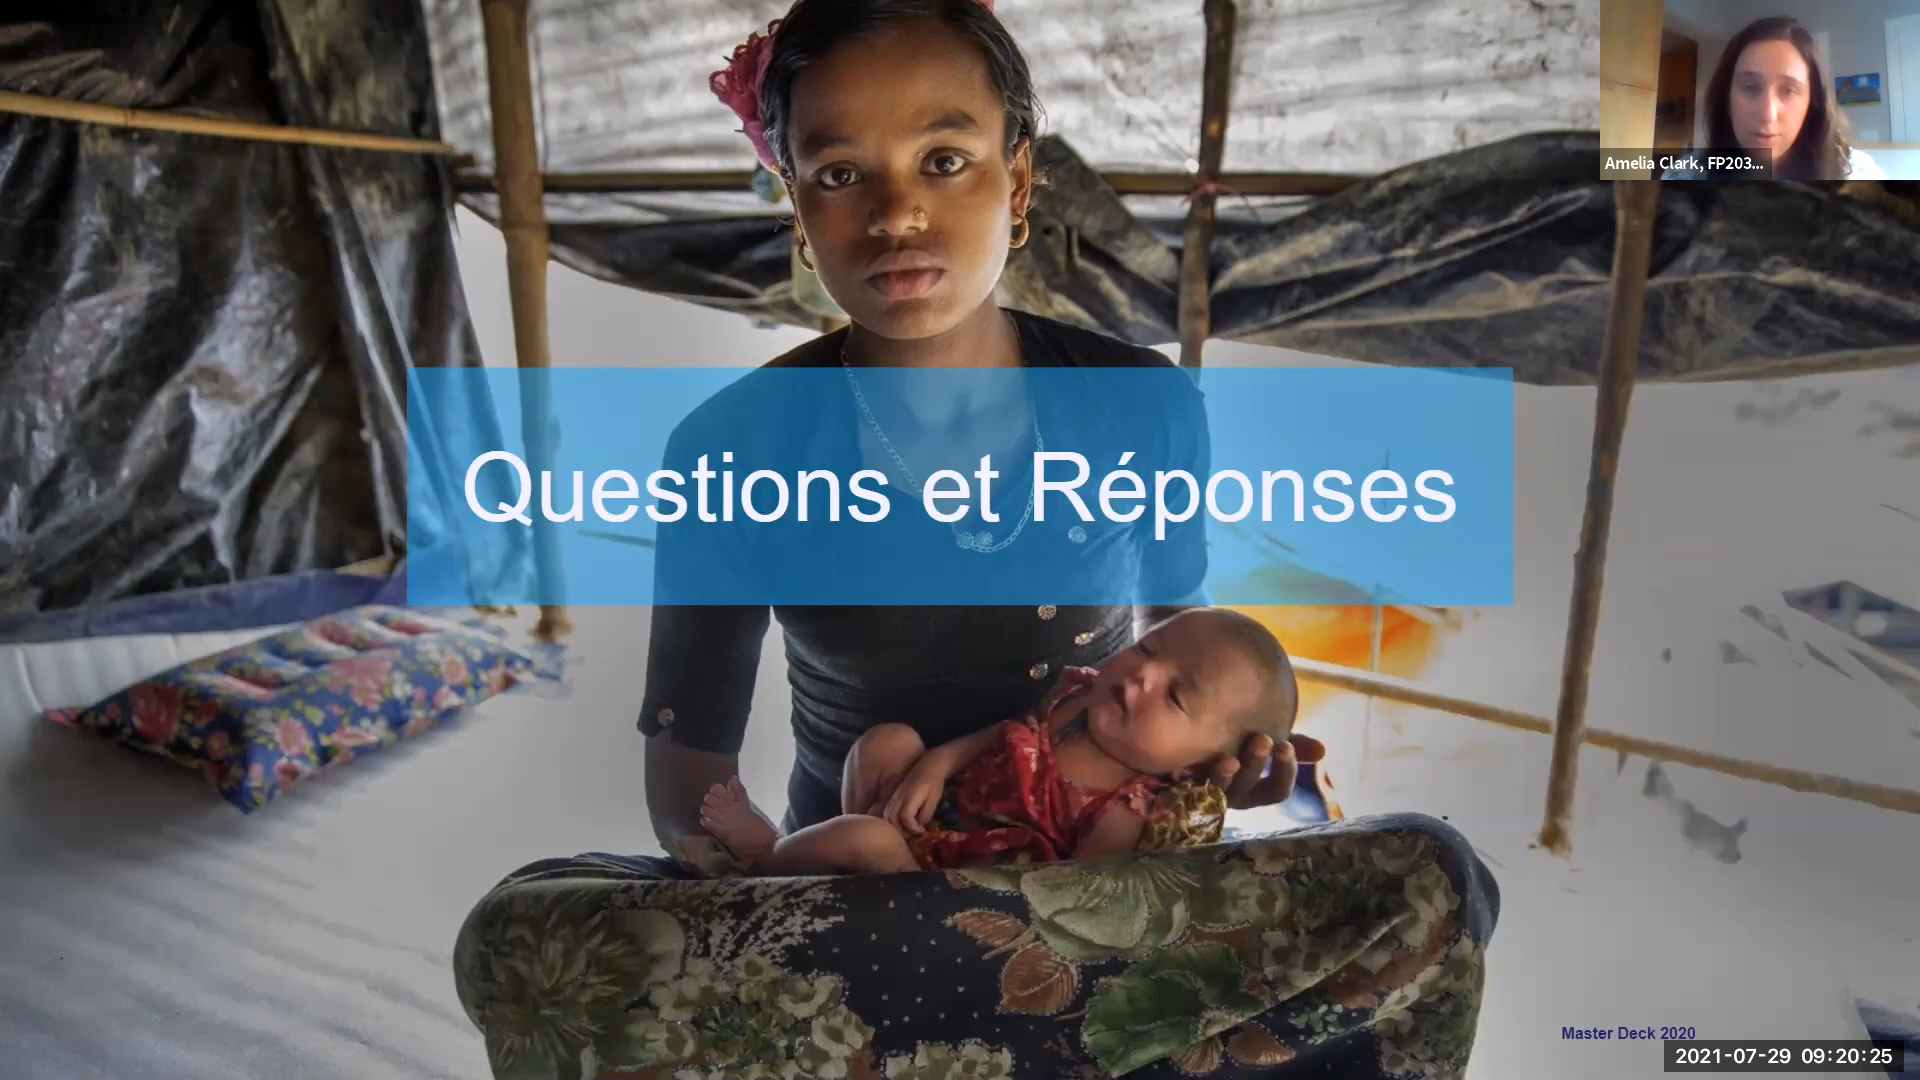 Amelia Clark, FP203...
Questions et Réponses
Master Deck 2020
2021-07-29 09:20:25